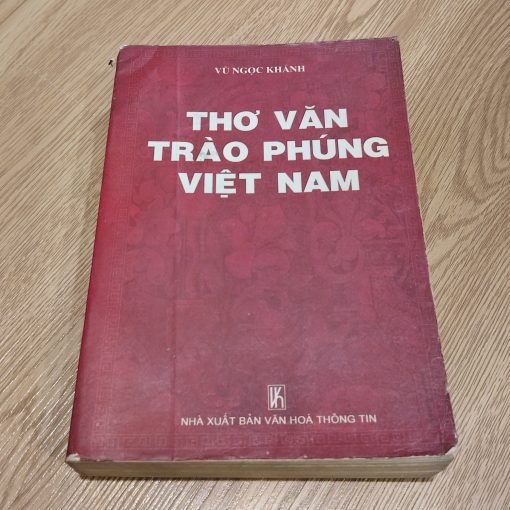 VŨ NGỌC KHÁNH
THƠ VĂN
TRÀO PHÚNG
VIỆT NAM
NHÀ XUẤT BẢN VĂN HOÁ THÔNG TIN